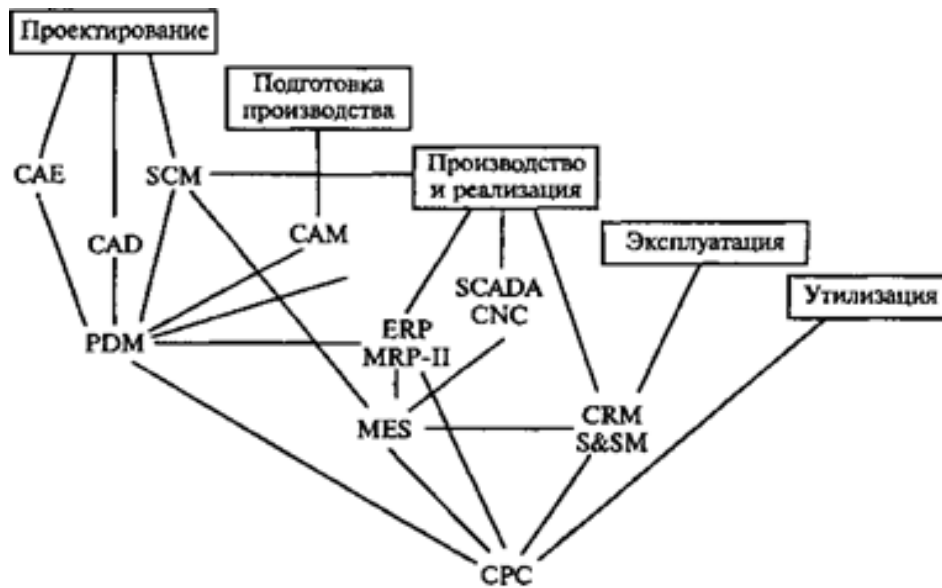 Проектирование
Подготовка
производства
CAE
SCM
Производство
и реализация
CAD
CAM
Эксплуатация
SCADA
CNC
Утилизация
PDM
ERP
MRP-II
MES
CRM
S&SM
CPC